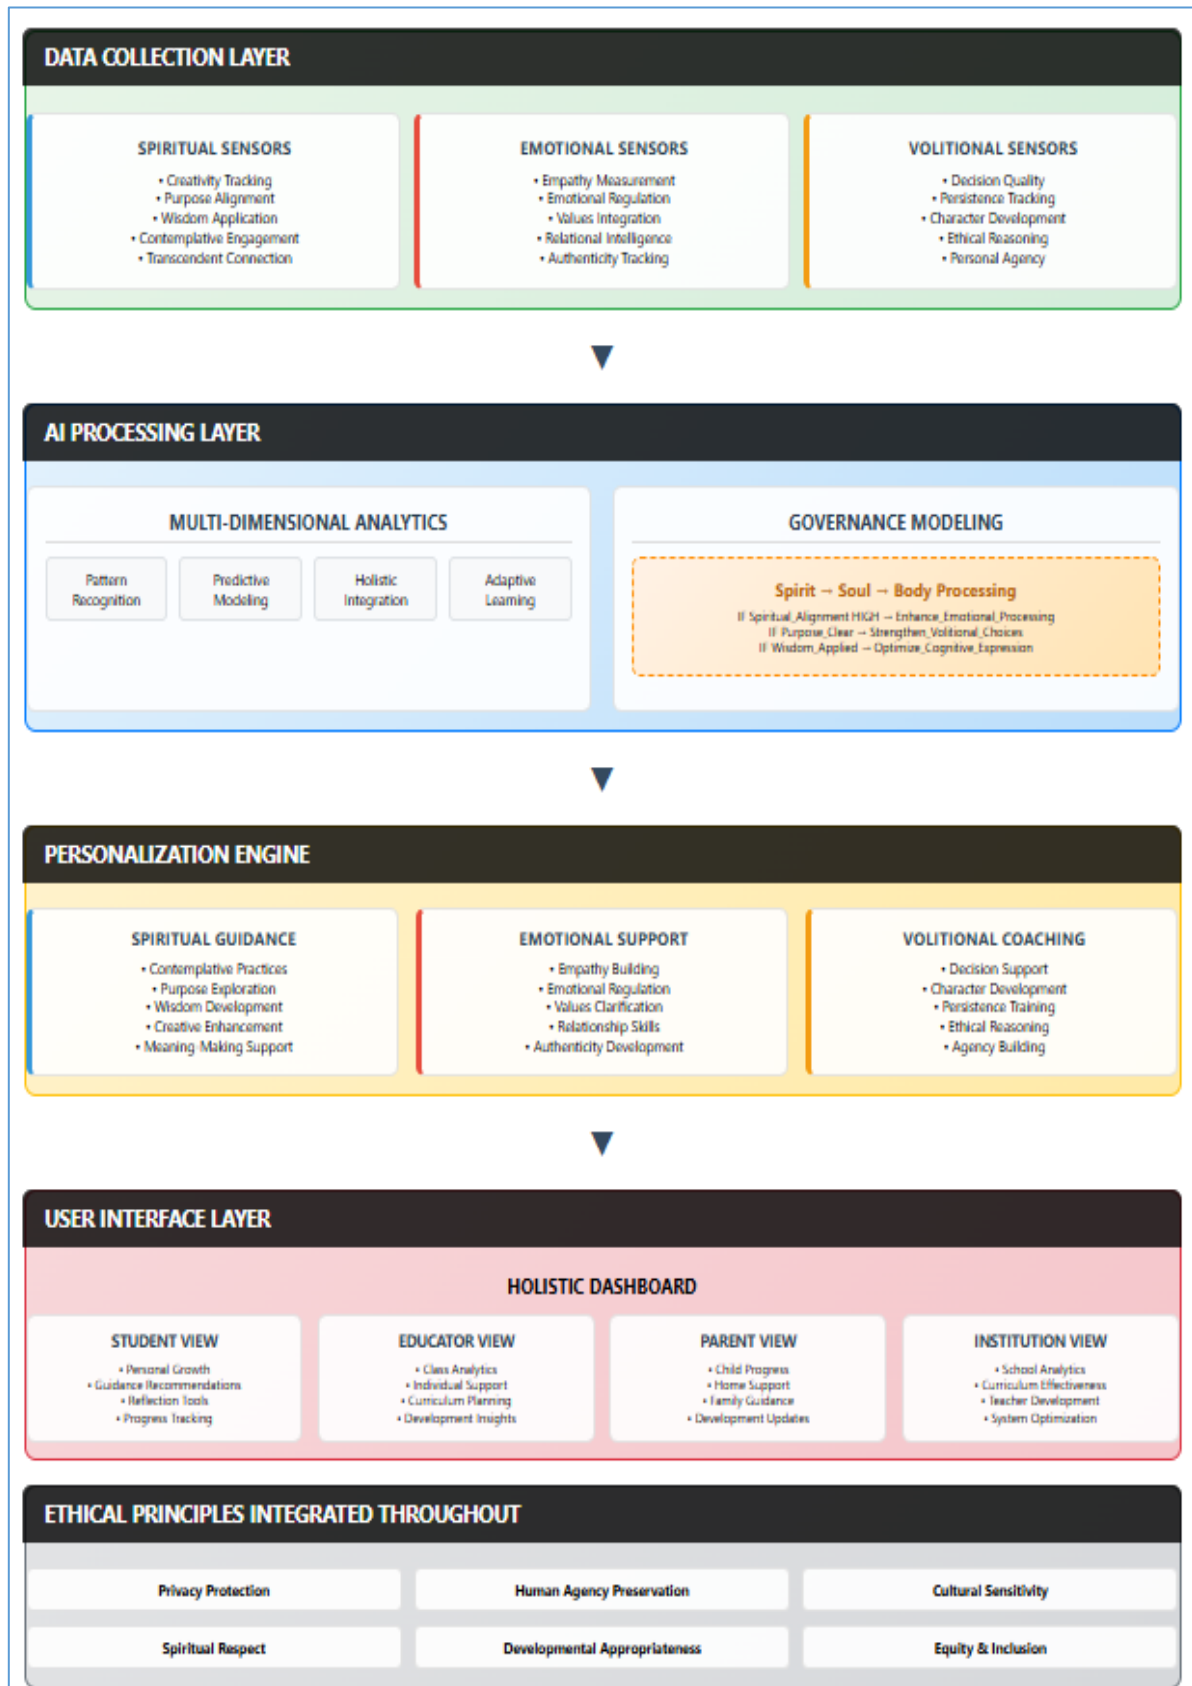 DATA COLLECTION LAYER
SPIRITUAL SENSORS
• Creativity Tracking
• Purpose Alignment
• Wisdom Application
• Contemplative Engagement
• Transcendent Connection
EMOTIONAL SENSORS
• Empathy Measurement
• Emotional Regulation
• Values Integration
• Relational Intelligence
• Authenticity Tracking
VOLITIONAL SENSORS
• Decision Quality
• Persistence Tracking
• Character Development
• Ethical Reasoning
• Personal Agency
▼
AI PROCESSING LAYER
MULTI-DIMENSIONAL ANALYTICS
Pattern
Recognition
Predictive
Modeling
Holistic
Integration
Adaptive
Learning
GOVERNANCE MODELING
Spirit → Soul → Body Processing
IF Spiritual_Alignment HIGH → Enhance_Emotional_Processing
IF Purpose_Clear → Strengthen_Volitional_Choices
IF Wisdom_Applied → Optimize_Cognitive_Expression
▼
PERSONALIZATION ENGINE
SPIRITUAL GUIDANCE
• Contemplative Practices
• Purpose Exploration
• Wisdom Development
• Creative Enhancement
• Meaning-Making Support
EMOTIONAL SUPPORT
• Empathy Building
• Emotional Regulation
• Values Clarification
• Relationship Skills
• Authenticity Development
VOLITIONAL COACHING
• Decision Support
• Character Development
• Persistence Training
• Ethical Reasoning
• Agency Building
▼
USER INTERFACE LAYER
HOLISTIC DASHBOARD
STUDENT VIEW
• Personal Growth
• Guidance Recommendations
• Reflection Tools
• Progress Tracking
EDUCATOR VIEW
• Class Analytics
• Individual Support
• Curriculum Planning
• Development Insights
PARENT VIEW
• Child Progress
• Home Support
• Family Guidance
• Development Updates
INSTITUTION VIEW
• School Analytics
• Curriculum Effectiveness
• Teacher Development
• System Optimization
ETHICAL PRINCIPLES INTEGRATED THROUGHOUT
Privacy Protection
Human Agency Preservation
Cultural Sensitivity
Spiritual Respect
Developmental Appropriateness
Equity & Inclusion